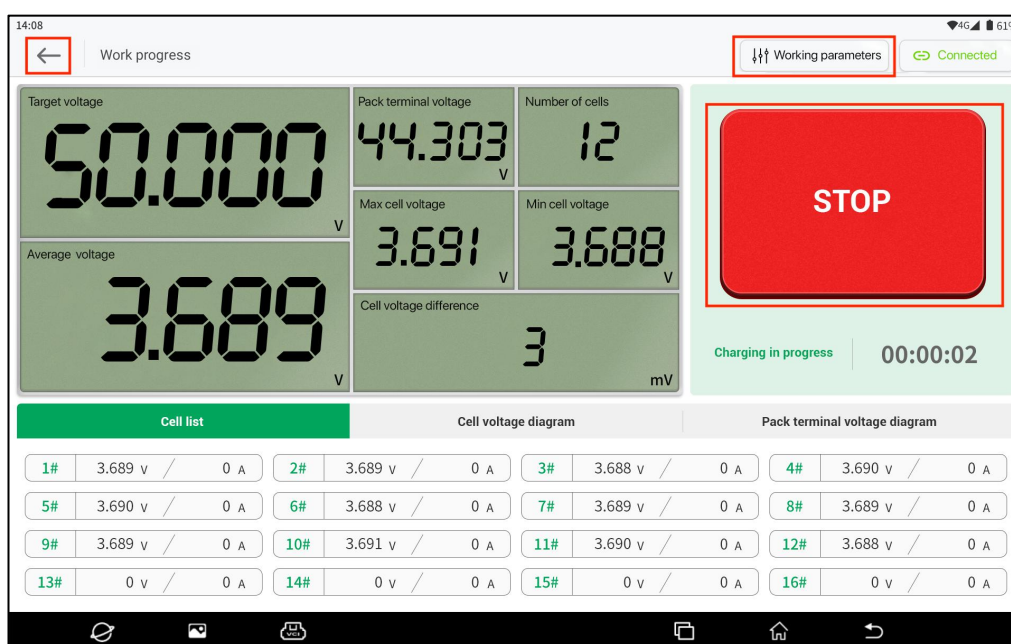 14:08
4G 61%
Work progress
Working parameters
Connected
Target voltage
50.000
V
Pack terminal voltage
44.303
V
Number of cells
12
Max cell voltage
3.691
V
Min cell voltage
3.688
V
Average voltage
3.689
V
Cell voltage difference
3
mV
STOP
Charging in progress
00:00:02
Cell list
Cell voltage diagram
Pack terminal voltage diagram
1# 3.689 V / 0 A 2# 3.689 V / 0 A 3# 3.688 V / 0 A 4# 3.690 V / 0 A
5# 3.690 V / 0 A 6# 3.688 V / 0 A 7# 3.689 V / 0 A 8# 3.689 V / 0 A
9# 3.689 V / 0 A 10# 3.691 V / 0 A 11# 3.690 V / 0 A 12# 3.688 V / 0 A
13# 0 V / 0 A 14# 0 V / 0 A 15# 0 V / 0 A 16# 0 V / 0 A
VCI